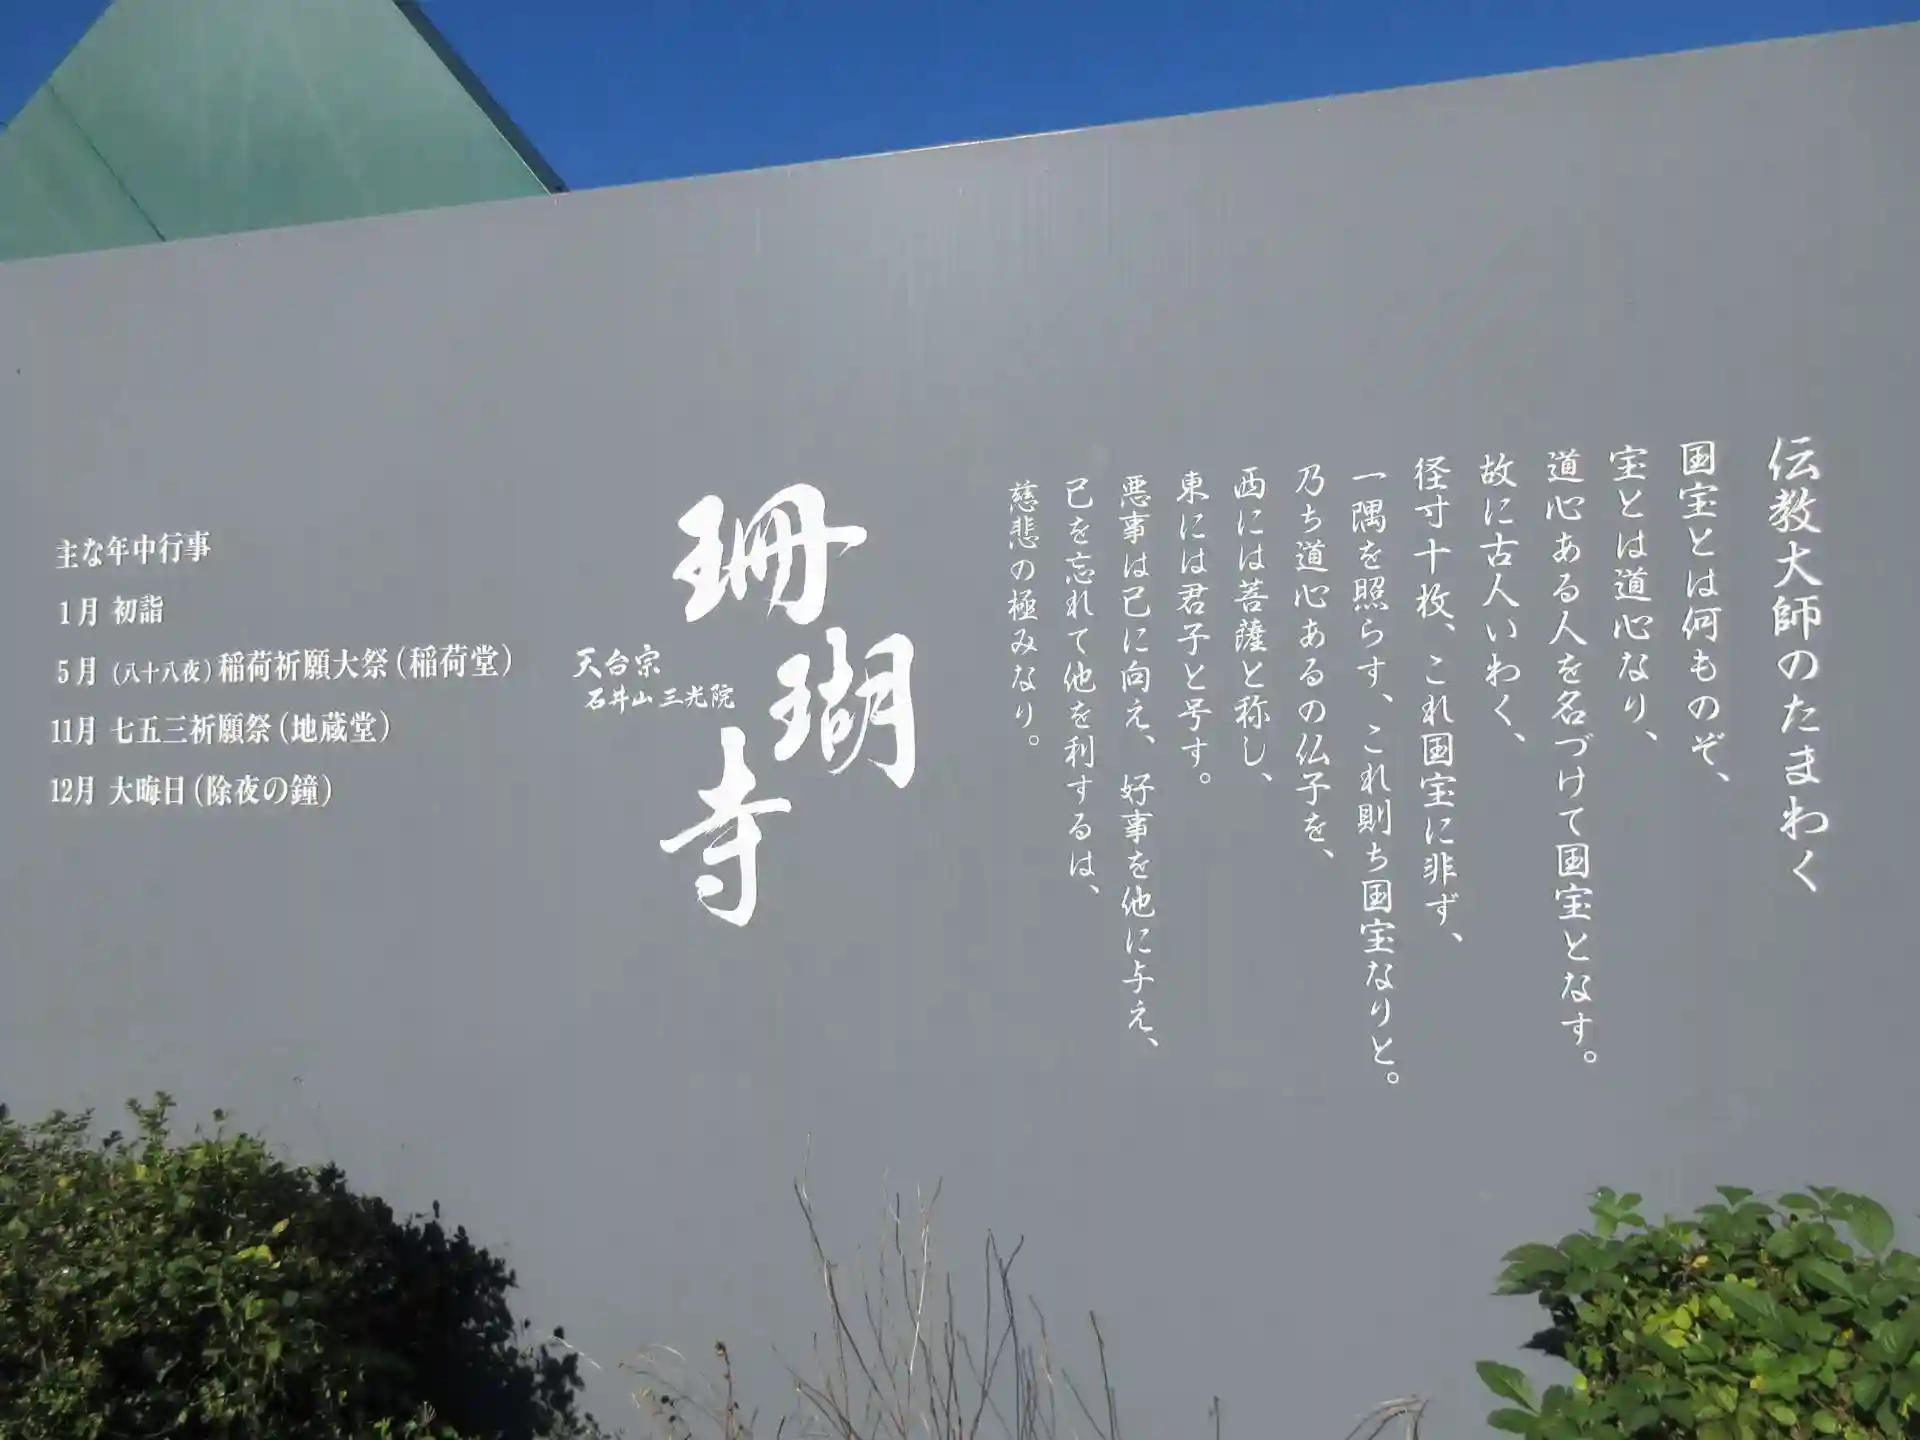 伝教大師のたまわく
国宝とは何ものぞ、
宝とは道心なり、
道心ある人を名づけて国宝となす。
故に古人いわく、
径寸十枚、これ国宝に非ず、
一隅を照らす、これ則ち国宝なりと。
乃ち道心あるの仏子を、
西には菩薩と称し、
東には君子と号す。
悪事は己に向え、好事を他に与え、
己を忘れて他を利するは、
慈悲の極みなり。
珊瑚寺
天台宗
石井山三光院
主な年中行事
1月 初詣
5月 (八十八夜)稲荷祈願大祭(稲荷堂)
11月 七五三祈願祭(地蔵堂)
12月 大晦日(除夜の鐘)